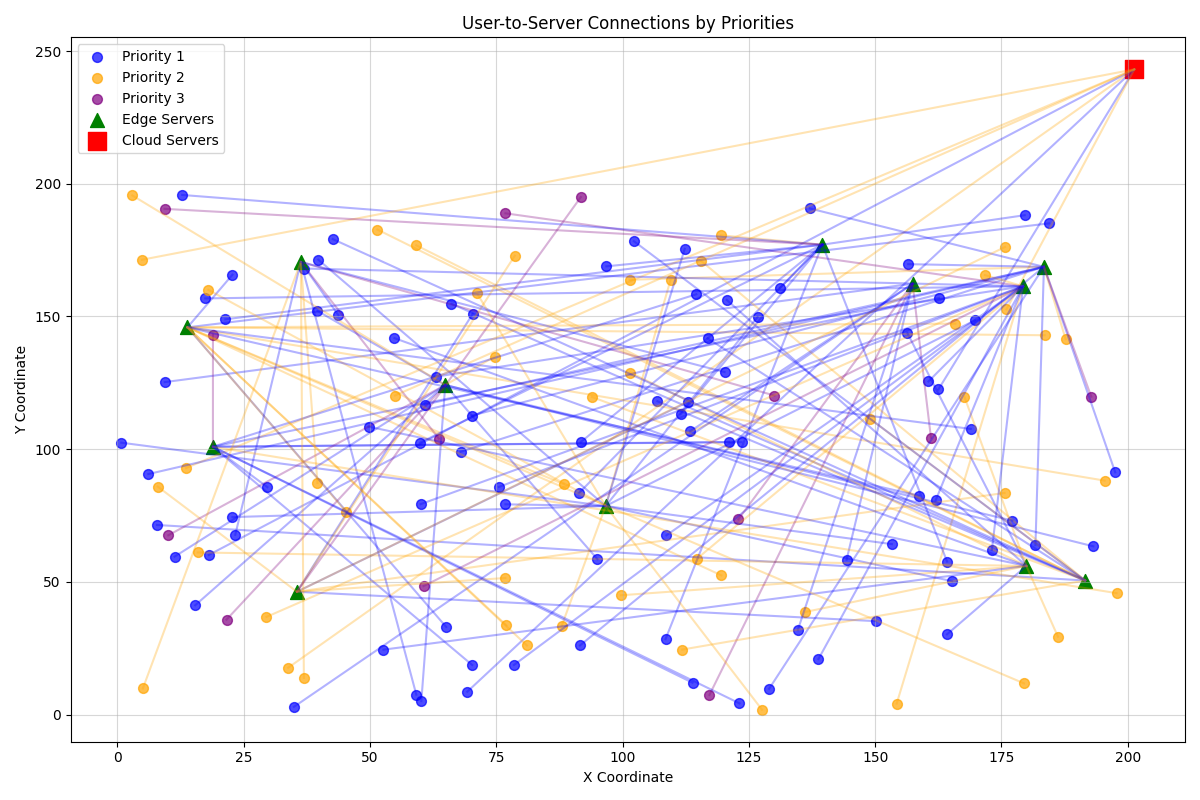 User-to-Server Connections by Priorities
Priority 1
Priority 2
Priority 3
Edge Servers
Cloud Servers
Y Coordinate
250
200
150
100
50
0
0
25
50
75
100
125
150
175
200
X Coordinate